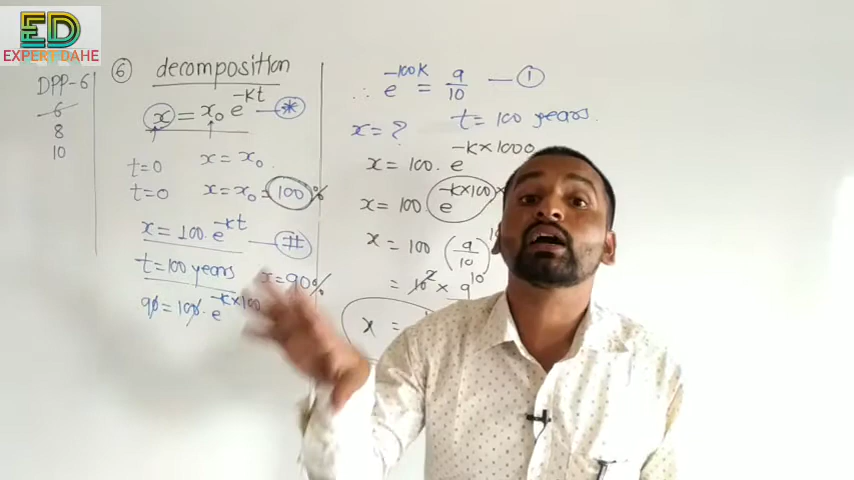 ED
EXPERT DAHE
DPP-6
6
8
10
⑥ decomposition
x = x₀ e^-kt —(*)
t=0 x = x₀
t=0 x = x₀ = 100%
x = 100.e^-kt —(#)
t=100 years x=90%
90 = 100.e^-k×100
∴ e^-100K = 9/10 —①
x = ? t= 100 years.
x = 100. e^-k×1000
x = 100 e^-k×100×
x = 100 (9/10)
= 10² × 9^10
x =